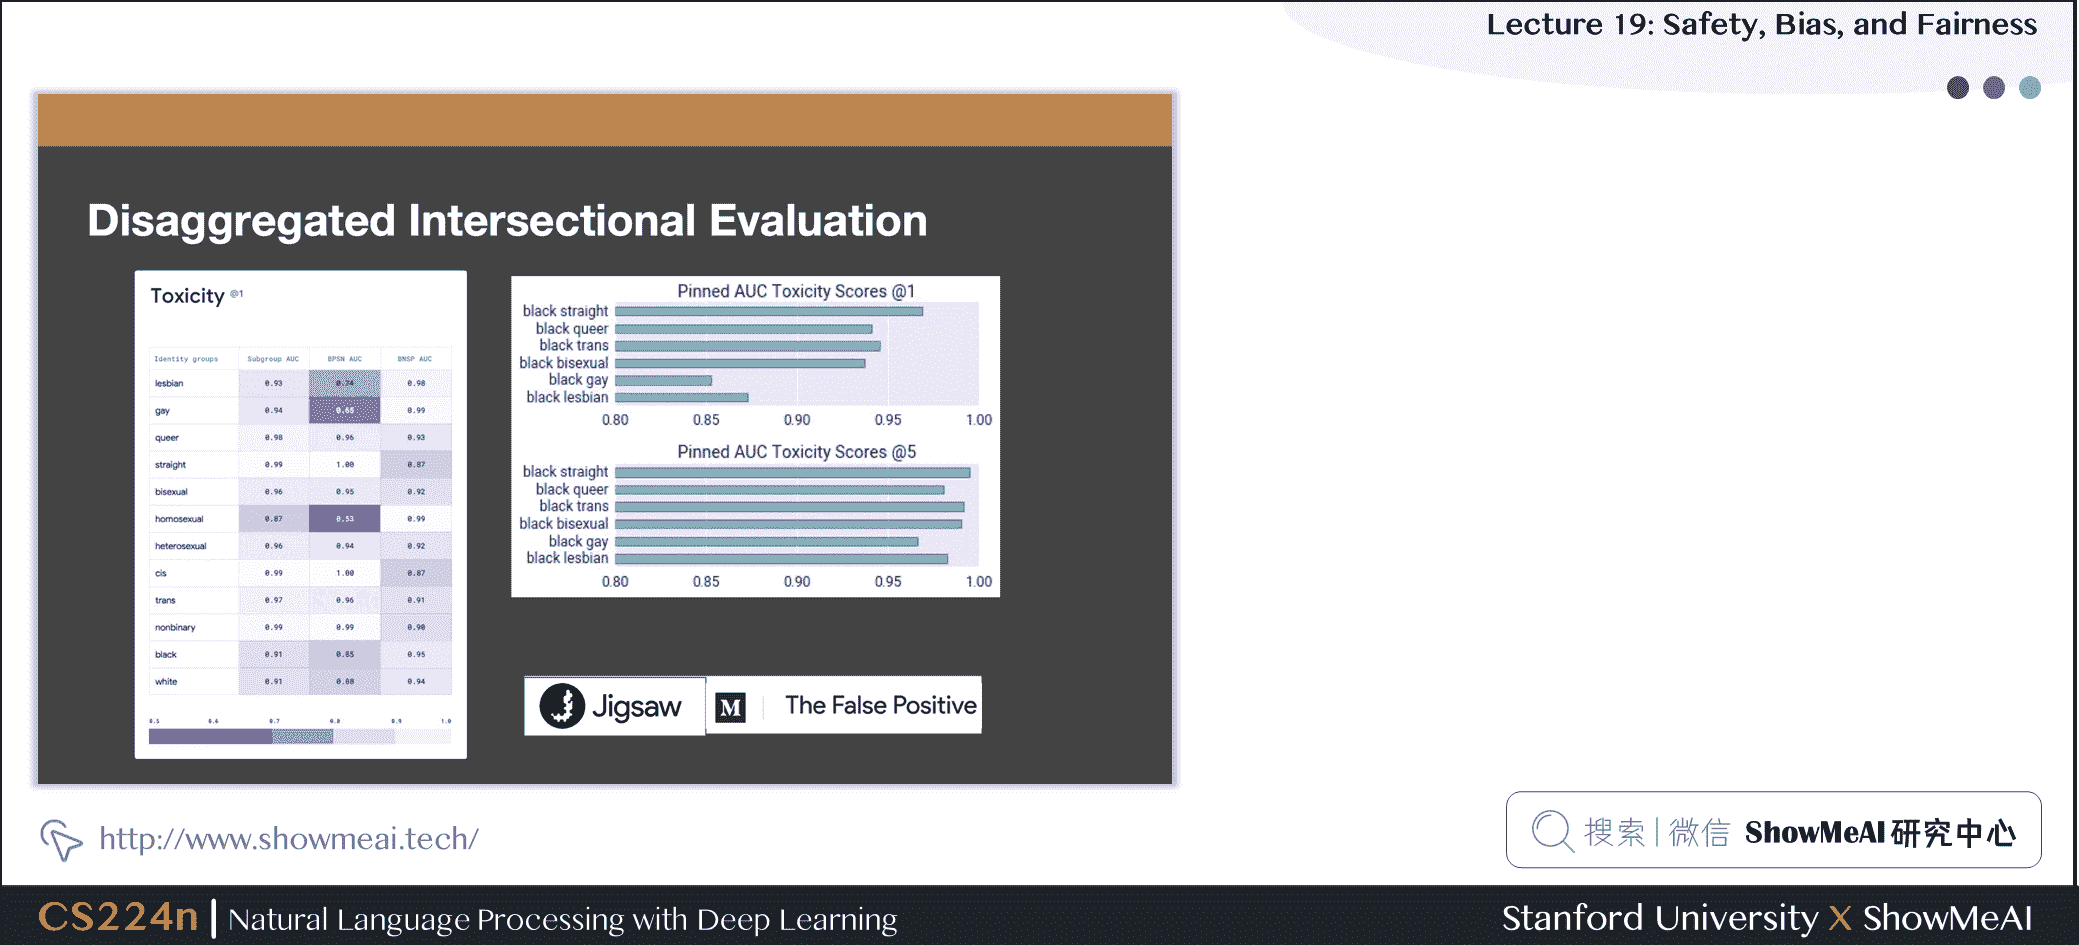 Lecture 19: Safety, Bias, and Fairness
Disaggregated Intersectional Evaluation
Toxicity @1
Identity groups Subgroup AUC BPSN AUC BNSP AUC
lesbian 0.93 0.74 0.98
gay 0.94 0.65 0.99
queer 0.98 0.96 0.93
straight 0.99 1.00 0.87
bisexual 0.96 0.95 0.92
homosexual 0.87 0.53 0.99
heterosexual 0.96 0.94 0.92
cis 0.99 1.00 0.87
trans 0.97 0.96 0.91
nonbinary 0.99 0.99 0.90
black 0.91 0.85 0.95
white 0.91 0.88 0.94
0.5 0.6 0.7 0.8 0.9 1.0
Pinned AUC Toxicity Scores @1
black straight
black queer
black trans
black bisexual
black gay
black lesbian
0.80 0.85 0.90 0.95 1.00
Pinned AUC Toxicity Scores @5
black straight
black queer
black trans
black bisexual
black gay
black lesbian
0.80 0.85 0.90 0.95 1.00
Jigsaw M The False Positive
http://www.showmeai.tech/
搜索|微信 ShowMeAI 研究中心
CS224n | Natural Language Processing with Deep Learning
Stanford University X ShowMeAI